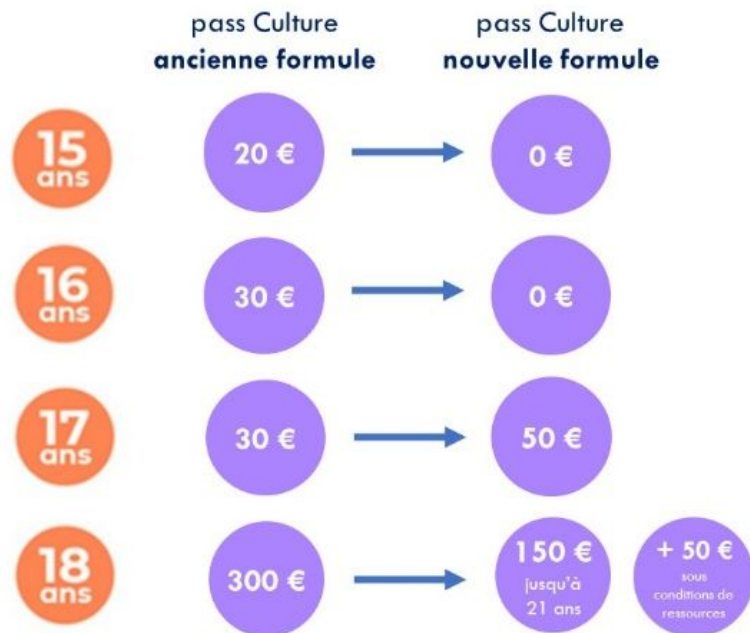 pass Culture
ancienne formule
pass Culture
nouvelle formule
15
ans
20 €
0 €
16
ans
30 €
0 €
17
ans
30 €
50 €
18
ans
300 €
150 €
jusqu'à
21 ans
+ 50 €
sous
conditions de
ressources